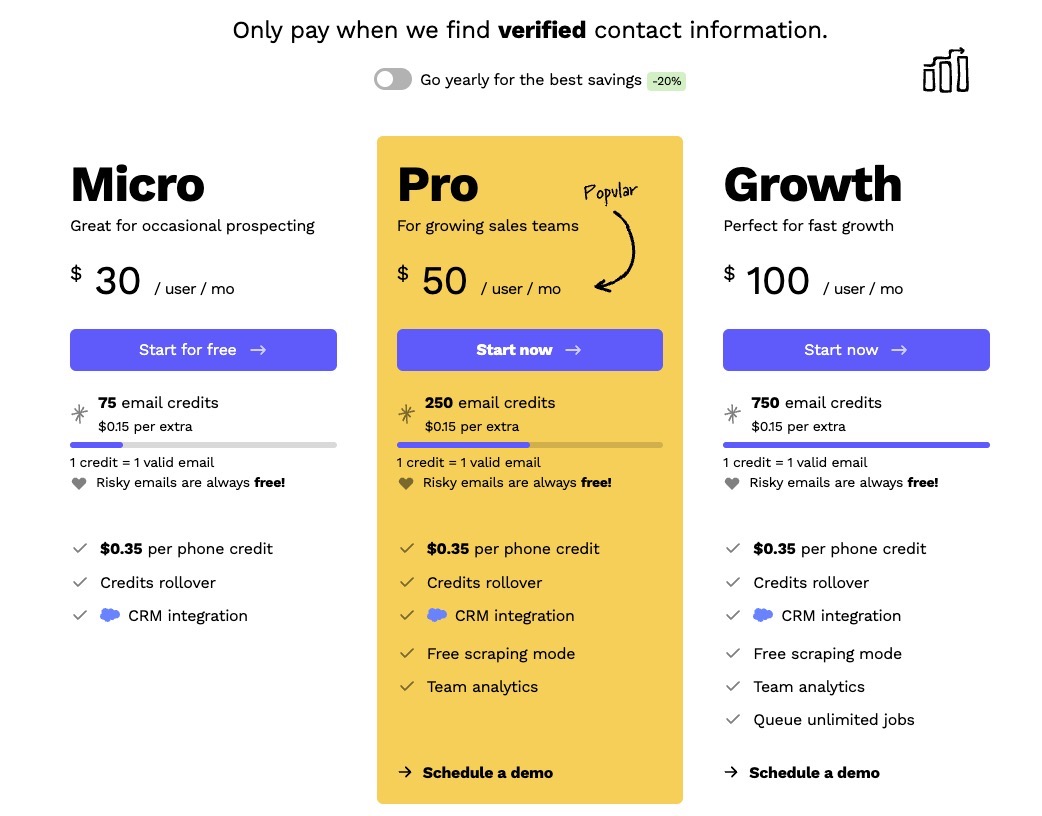 Only pay when we find verified contact information.
Go yearly for the best savings -20%
Micro
Great for occasional prospecting
$ 30 / user / mo
Start for free →
75 email credits
$0.15 per extra
1 credit = 1 valid email
Risky emails are always free!
$0.35 per phone credit
Credits rollover
CRM integration
Pro
Popular
For growing sales teams
$ 50 / user / mo
Start now →
250 email credits
$0.15 per extra
1 credit = 1 valid email
Risky emails are always free!
$0.35 per phone credit
Credits rollover
CRM integration
Free scraping mode
Team analytics
→ Schedule a demo
Growth
Perfect for fast growth
$ 100 / user / mo
Start now →
750 email credits
$0.15 per extra
1 credit = 1 valid email
Risky emails are always free!
$0.35 per phone credit
Credits rollover
CRM integration
Free scraping mode
Team analytics
Queue unlimited jobs
→ Schedule a demo